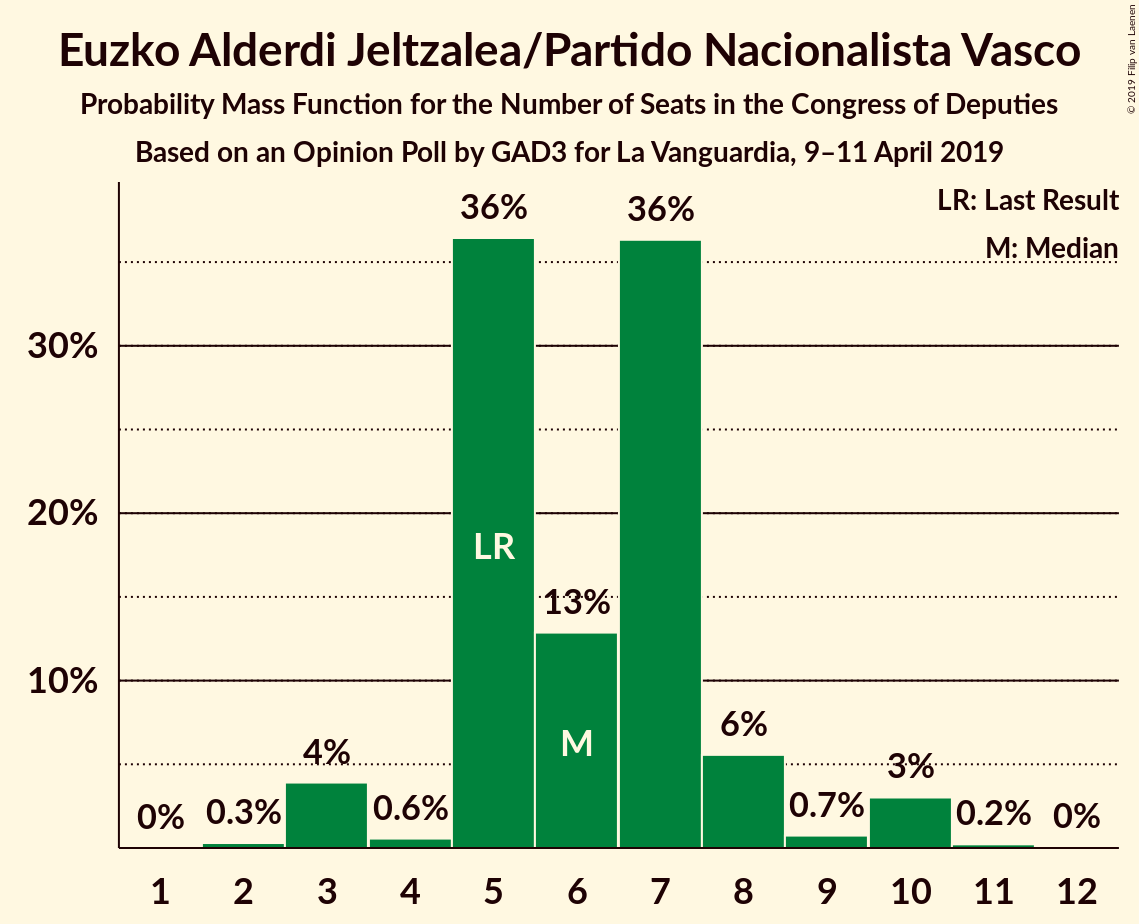 Euzko Alderdi Jeltzalea/Partido Nacionalista Vasco
Probability Mass Function for the Number of Seats in the Congress of Deputies
Based on an Opinion Poll by GAD3 for La Vanguardia, 9–11 April 2019
© 2019 Filip van Laenen
LR: Last Result
M: Median
36%
36%
30%
20%
LR
13%
10%
M
6%
4%
3%
0%
0.3%
0.6%
0.7%
0.2%
0%
1 2 3 4 5 6 7 8 9 10 11 12